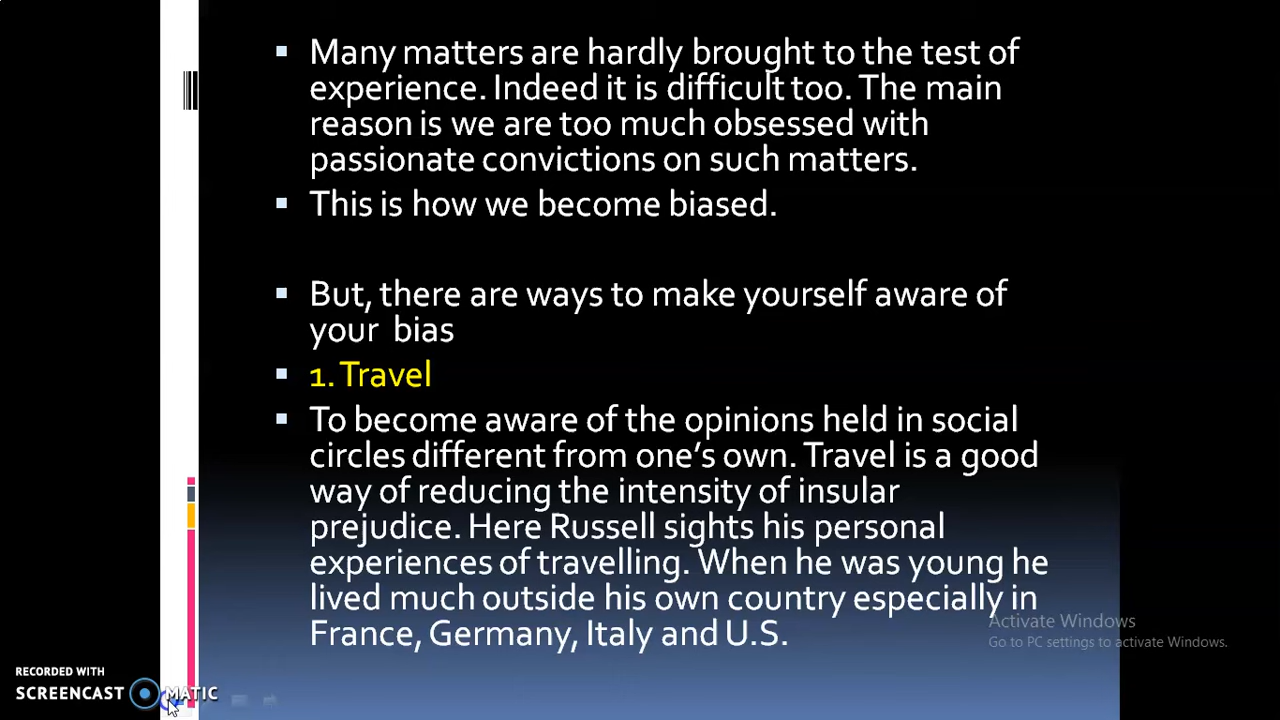 Many matters are hardly brought to the test of
experience. Indeed it is difficult too. The main
reason is we are too much obsessed with
passionate convictions on such matters.
This is how we become biased.
But, there are ways to make yourself aware of
your bias
1. Travel
To become aware of the opinions held in social
circles different from one's own. Travel is a good
way of reducing the intensity of insular
prejudice. Here Russell sights his personal
experiences of travelling. When he was young he
lived much outside his own country especially in
France, Germany, Italy and U.S.
Activate Windows
Go to PC settings to activate Windows.
RECORDED WITH
SCREENCAST MATIC